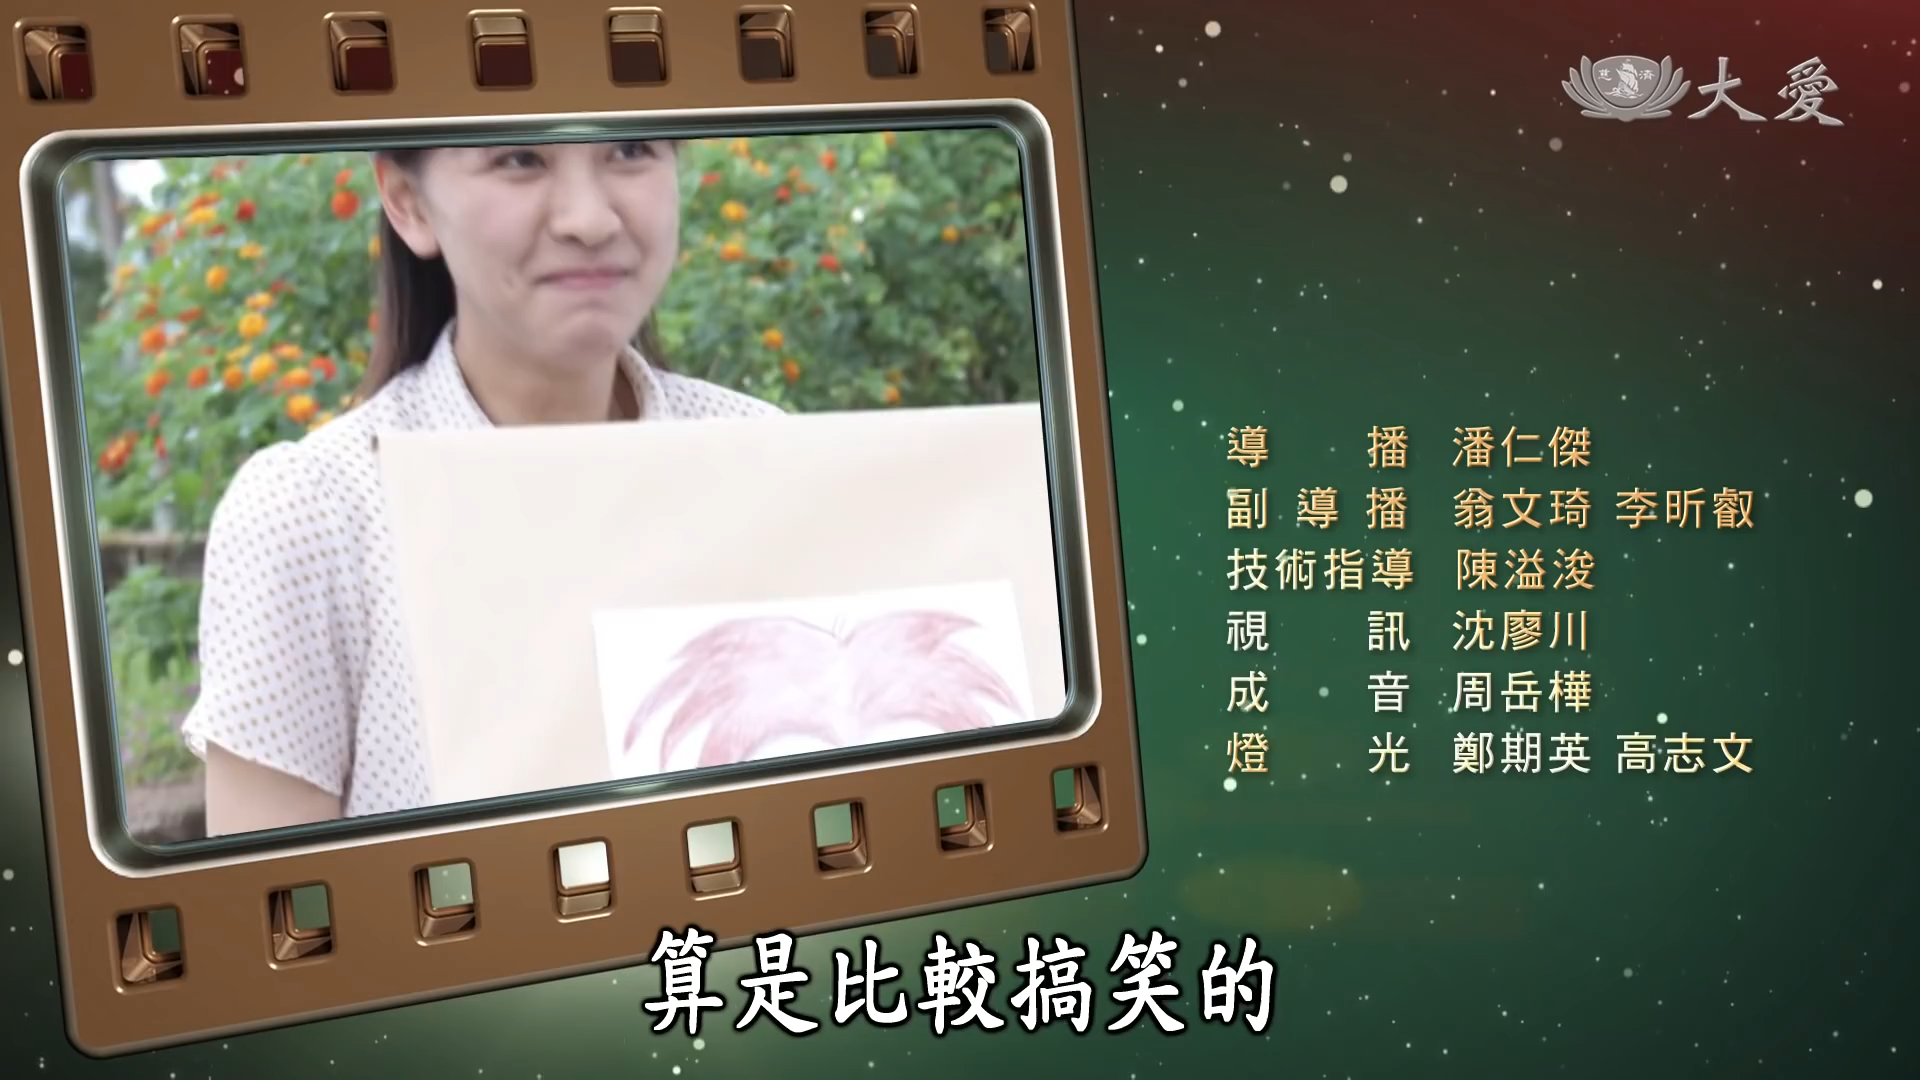 慈濟
大愛
導播 潘仁傑
副導播 翁文琦 李昕叡
技術指導 陳溢浚
視訊 沈廖川
成音 周岳樺
燈光 鄭期英 高志文
算是比較搞笑的